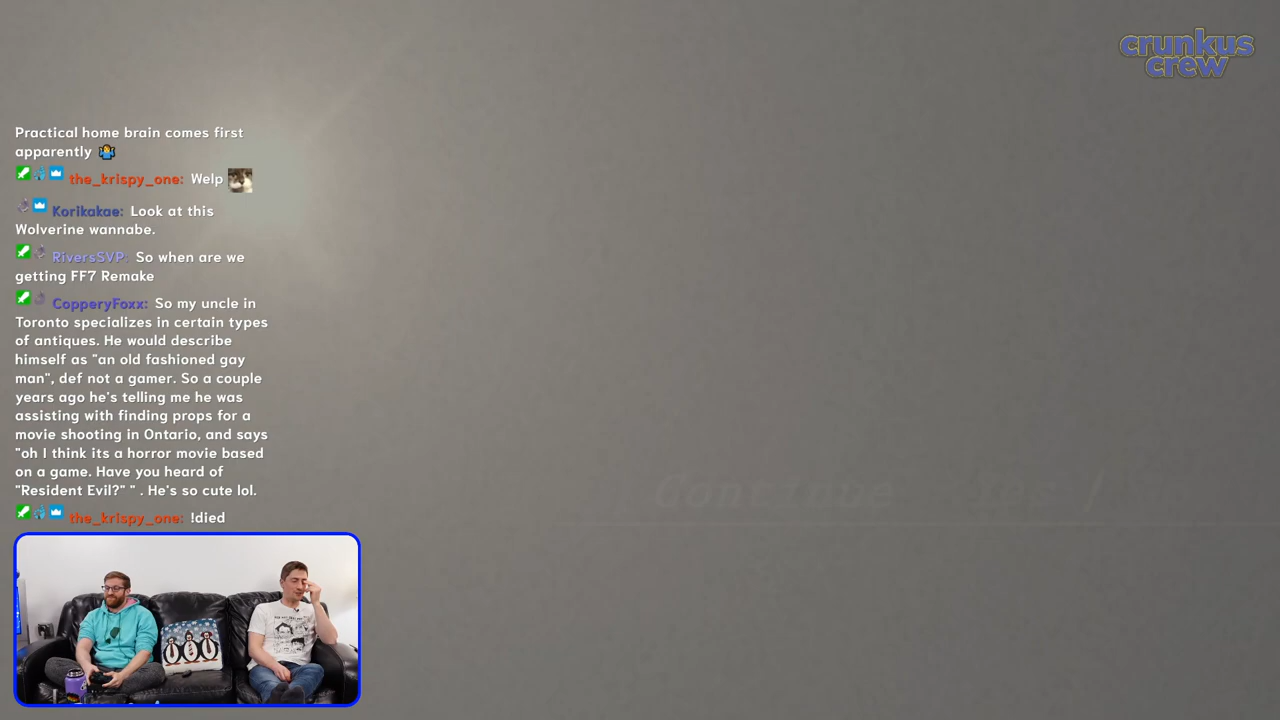 crunkus
crew
Practical home brain comes first
apparently
the_krispy_one: Welp
Korikakae: Look at this
Wolverine wannabe.
RiversSVP: So when are we
getting FF7 Remake
CopperyFoxx: So my uncle in
Toronto specializes in certain types
of antiques. He would describe
himself as "an old fashioned gay
man", def not a gamer. So a couple
years ago he's telling me he was
assisting with finding props for a
movie shooting in Ontario, and says
"oh I think its a horror movie based
on a game. Have you heard of
"Resident Evil?" " . He's so cute lol.
the_krispy_one: !died